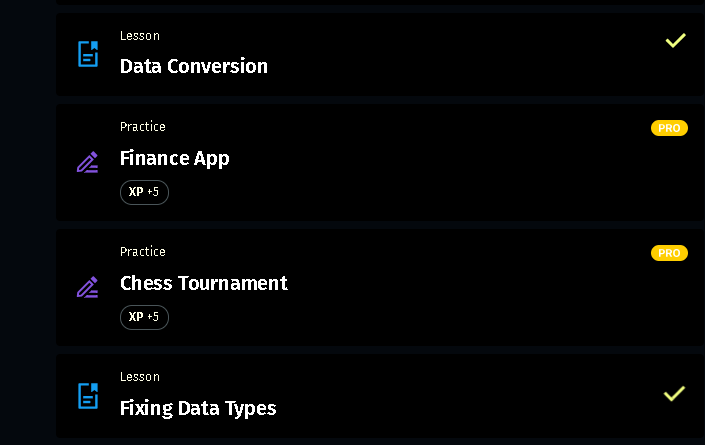 Lesson
Data Conversion
Practice
PRO
Finance App
XP +5
Practice
PRO
Chess Tournament
XP +5
Lesson
Fixing Data Types